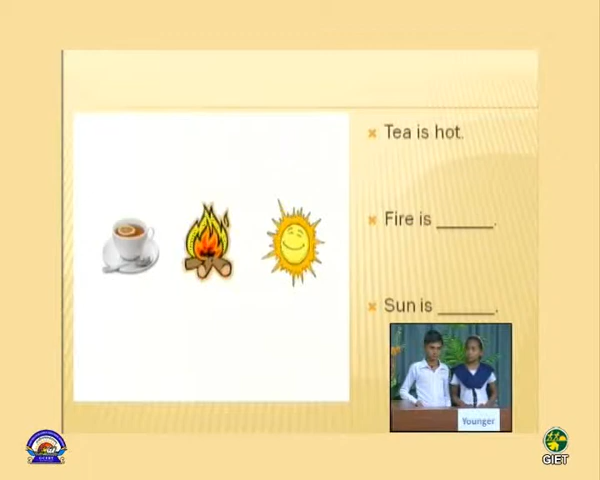 Tea is hot.
Fire is ______.
Sun is ______.
Younger
GIET